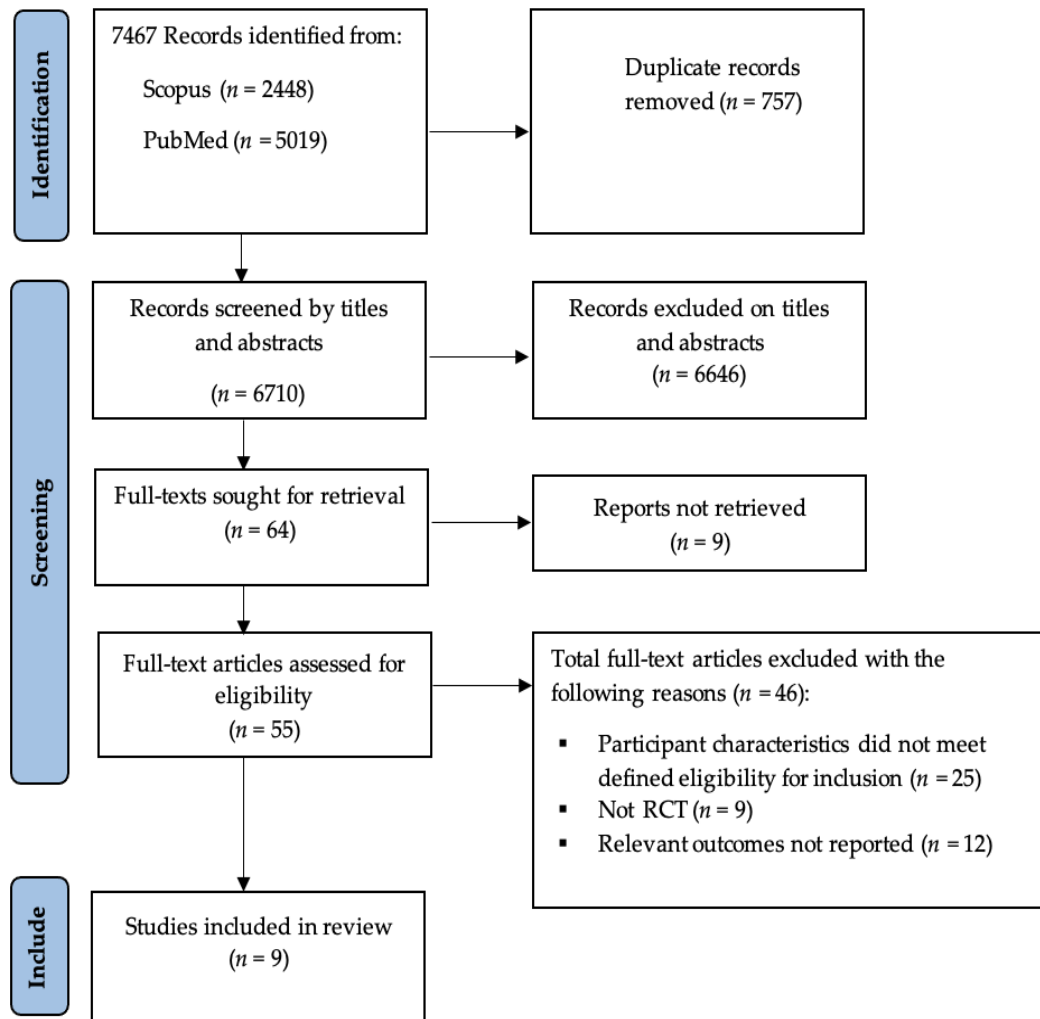 Identification
7467 Records identified from:
Scopus (n = 2448)
PubMed (n = 5019)
Duplicate records
removed (n = 757)
Screening
Records screened by titles
and abstracts
(n = 6710)
Records excluded on titles
and abstracts
(n = 6646)
Full-texts sought for retrieval
(n = 64)
Reports not retrieved
(n = 9)
Full-text articles assessed for
eligibility
(n = 55)
Total full-text articles excluded with the
following reasons (n = 46):
▪ Participant characteristics did not meet
defined eligibility for inclusion (n = 25)
▪ Not RCT (n = 9)
▪ Relevant outcomes not reported (n = 12)
Include
Studies included in review
(n = 9)